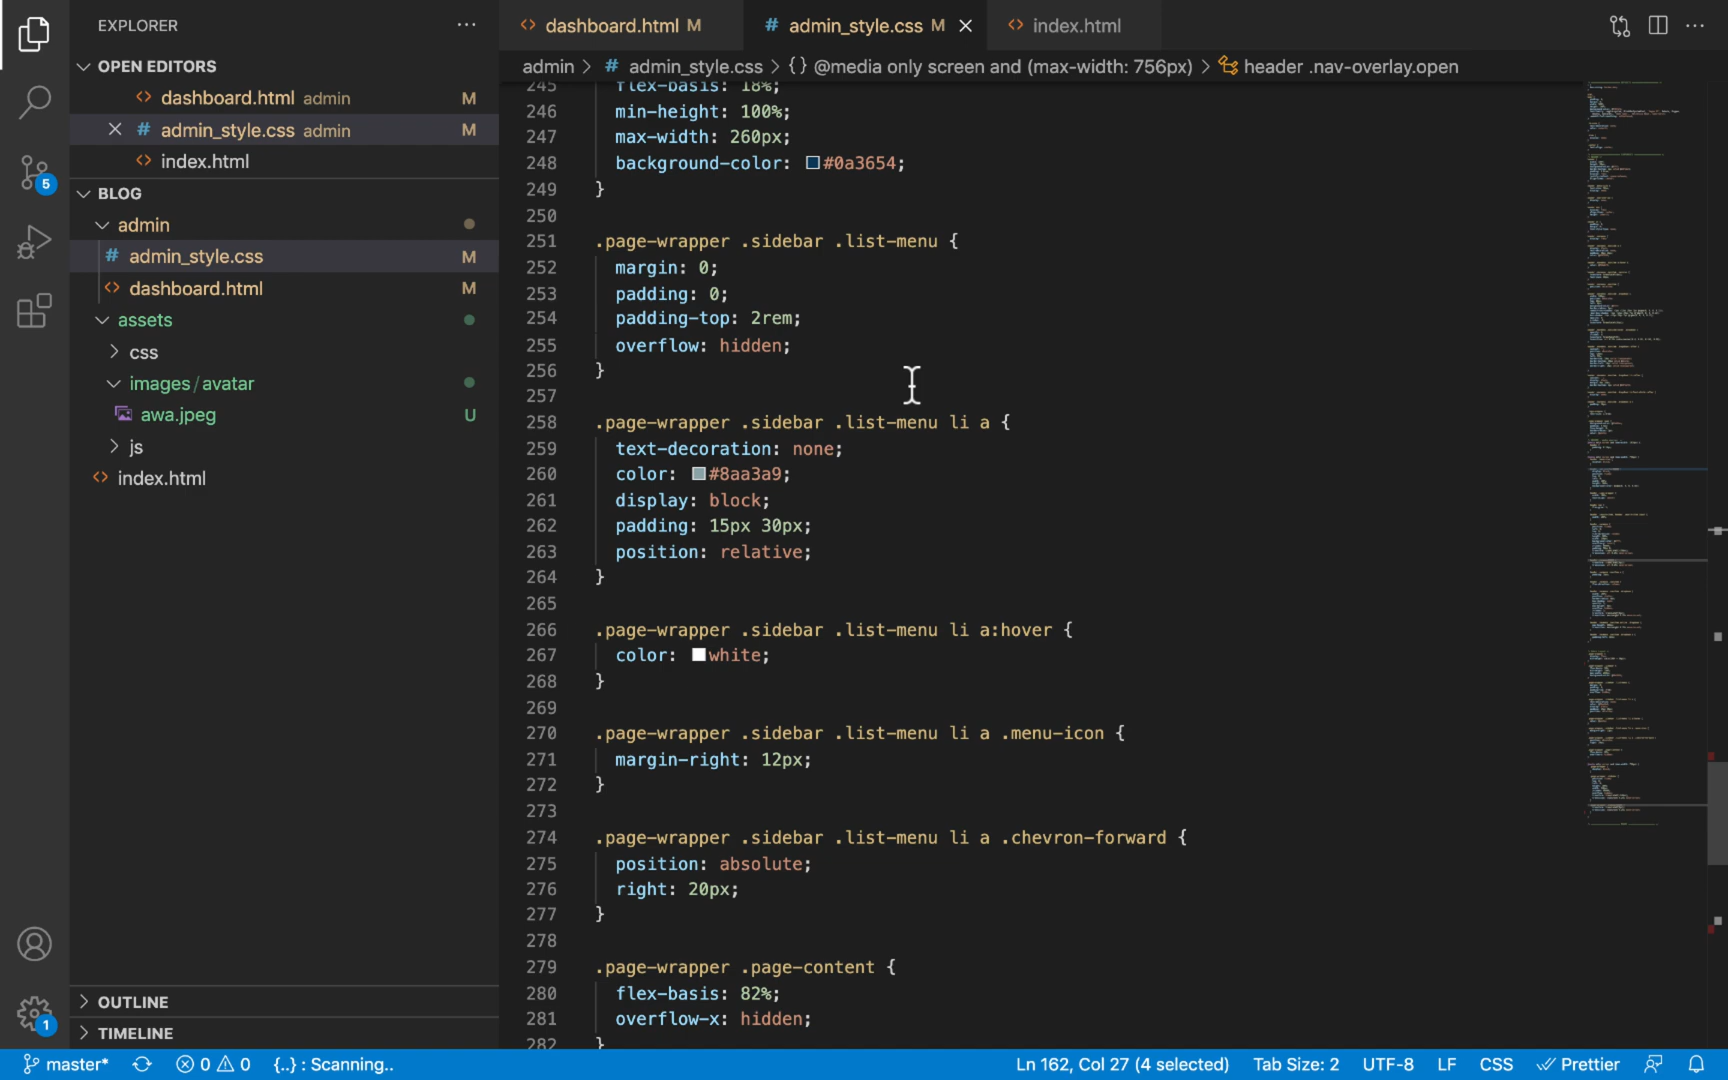 EXPLORER
···
dashboard.html M
# admin_style.css M
index.html
···
OPEN EDITORS
admin > # admin_style.css > {} @media only screen and (max-width: 756px) > header .nav-overlay.open
dashboard.html admin M
# admin_style.css admin M
index.html
BLOG
admin
# admin_style.css M
dashboard.html M
assets
css
images/avatar
awa.jpeg U
js
index.html
OUTLINE
TIMELINE
5
1
245 flex-basis: 18%;
246 min-height: 100%;
247 max-width: 260px;
248 background-color: #0a3654;
249 }
250
251 .page-wrapper .sidebar .list-menu {
252 margin: 0;
253 padding: 0;
254 padding-top: 2rem;
255 overflow: hidden;
256 }
257
258 .page-wrapper .sidebar .list-menu li a {
259 text-decoration: none;
260 color: #8aa3a9;
261 display: block;
262 padding: 15px 30px;
263 position: relative;
264 }
265
266 .page-wrapper .sidebar .list-menu li a:hover {
267 color: white;
268 }
269
270 .page-wrapper .sidebar .list-menu li a .menu-icon {
271 margin-right: 12px;
272 }
273
274 .page-wrapper .sidebar .list-menu li a .chevron-forward {
275 position: absolute;
276 right: 20px;
277 }
278
279 .page-wrapper .page-content {
280 flex-basis: 82%;
281 overflow-x: hidden;
282 }
master* 0 0 {..} : Scanning.. Ln 162, Col 27 (4 selected) Tab Size: 2 UTF-8 LF CSS Prettier